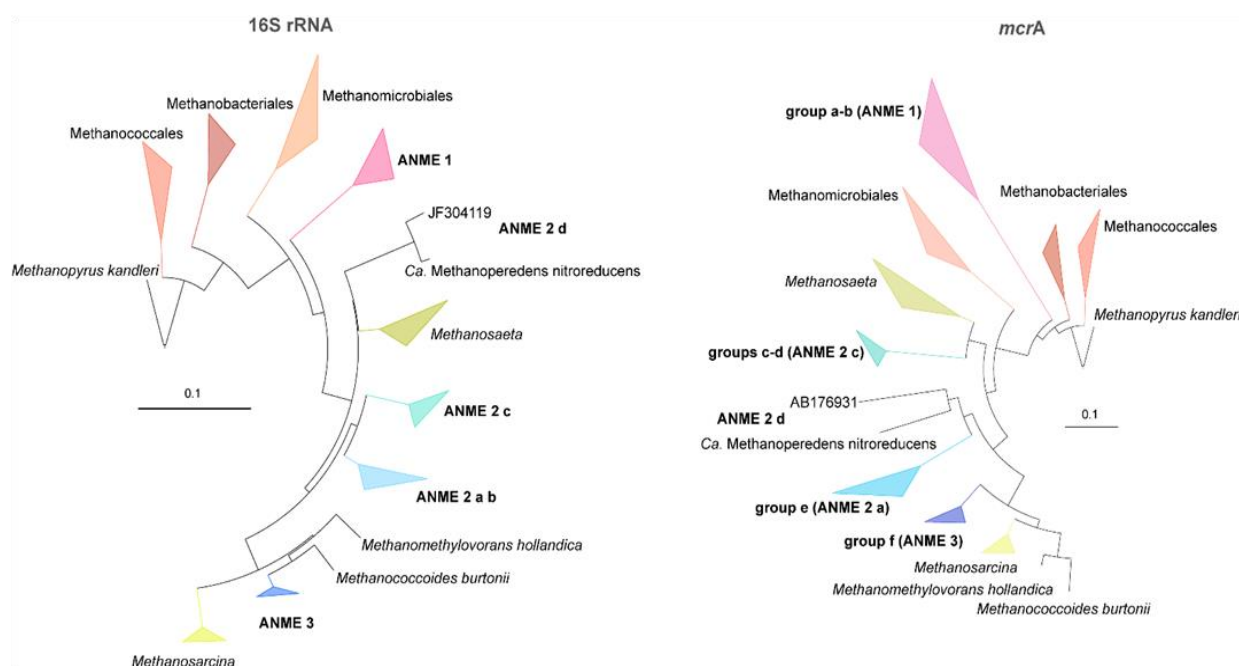 16S rRNA
Methanomicrobiales
Methanobacteriales
Methanococcales
ANME 1
JF304119
ANME 2 d
Methanopyrus kandleri
Ca. Methanoperedens nitroreducens
Methanosaeta
0.1
ANME 2 c
ANME 2 a b
Methanomethylovorans hollandica
Methanococcoides burtonii
ANME 3
Methanosarcina
mcrA
group a-b (ANME 1)
Methanobacteriales
Methanomicrobiales
Methanococcales
Methanosaeta
Methanopyrus kandleri
groups c-d (ANME 2 c)
AB176931
ANME 2 d
0.1
Ca. Methanoperedens nitroreducens
group e (ANME 2 a)
group f (ANME 3)
Methanosarcina
Methanomethylovorans hollandica
Methanococcoides burtonii